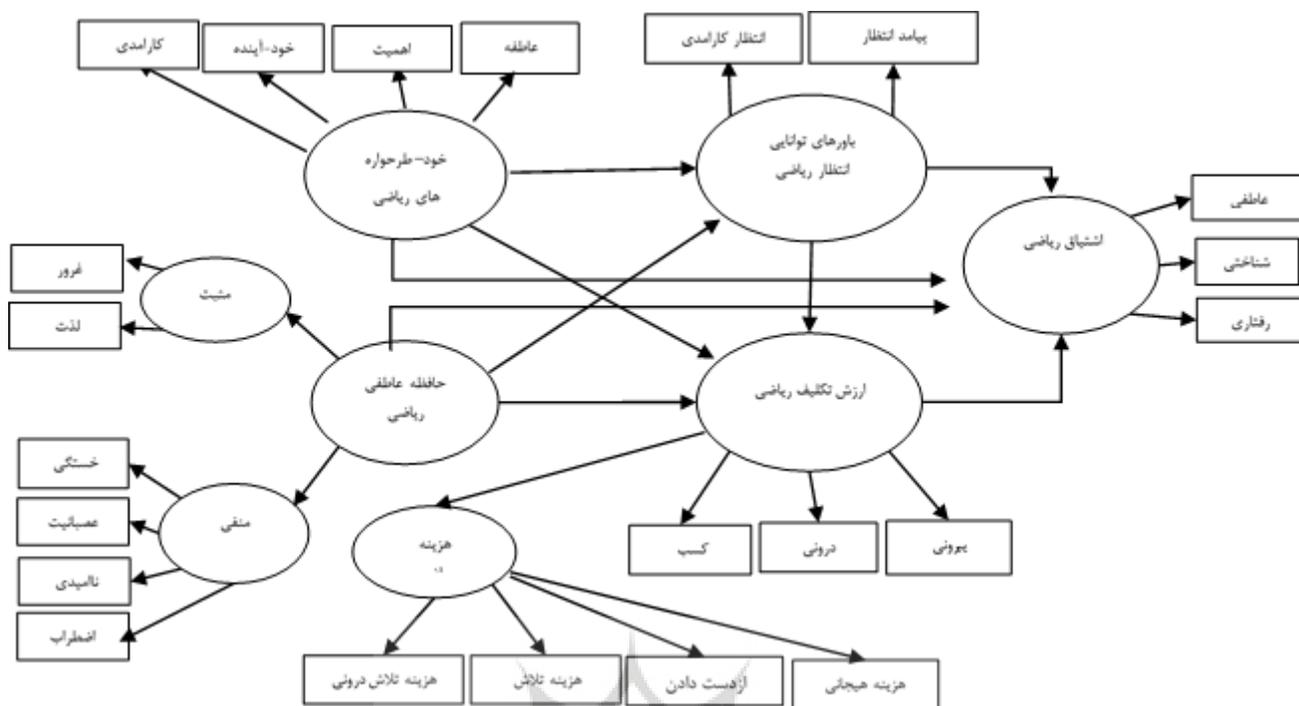 کارامدی
خود-آینده
اهمیت
عاطفه
انتظار کارامدی
پیامد انتظار
خود-طرحواره
های ریاضی
باورهای توانایی
انتظار ریاضی
اشتیاق ریاضی
عاطفی
شناختی
رفتاری
مثبت
غرور
لذت
حافظه عاطفی
ریاضی
ارزش تکلیف ریاضی
منفی
خستگی
عصبانیت
ناامیدی
اضطراب
هزینه
کسب
درونی
بیرونی
هزینه تلاش درونی
هزینه تلاش
ازدست دادن
هزینه هیجانی